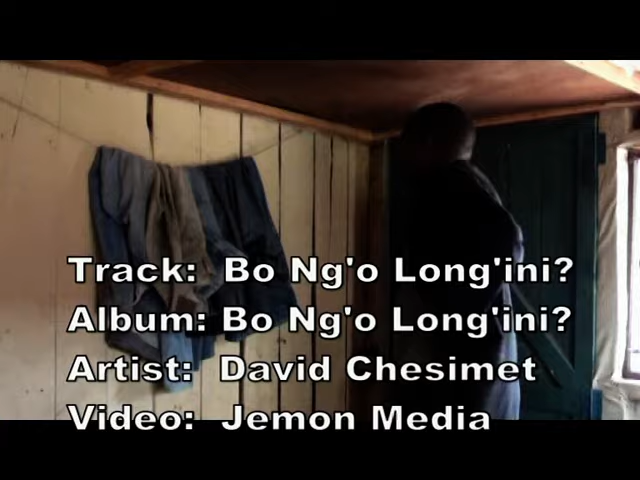 Track: Bo Ng'o Long'ini?
Album: Bo Ng'o Long'ini?
Artist: David Chesimet
Video: Jemon Media